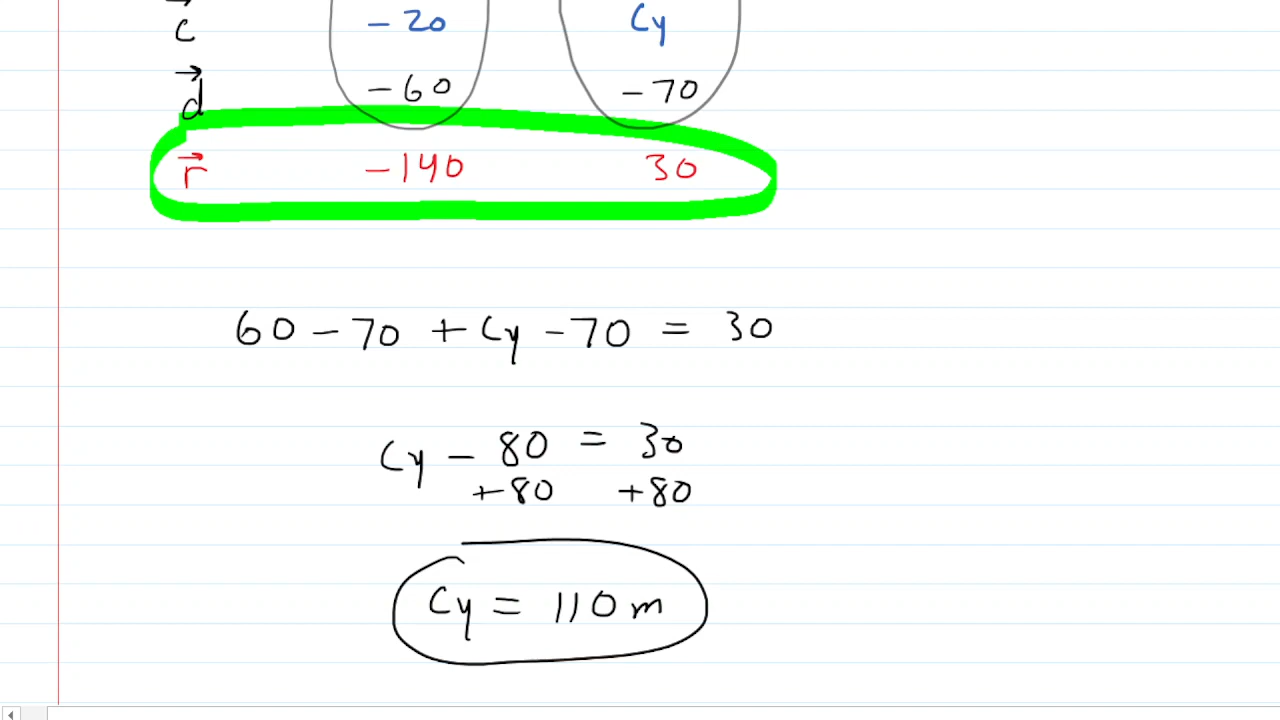 c -20 Cy
d -60 -70
r -140 30
60 - 70 + Cy - 70 = 30
Cy - 80 = 30
+80 +80
Cy = 110 m